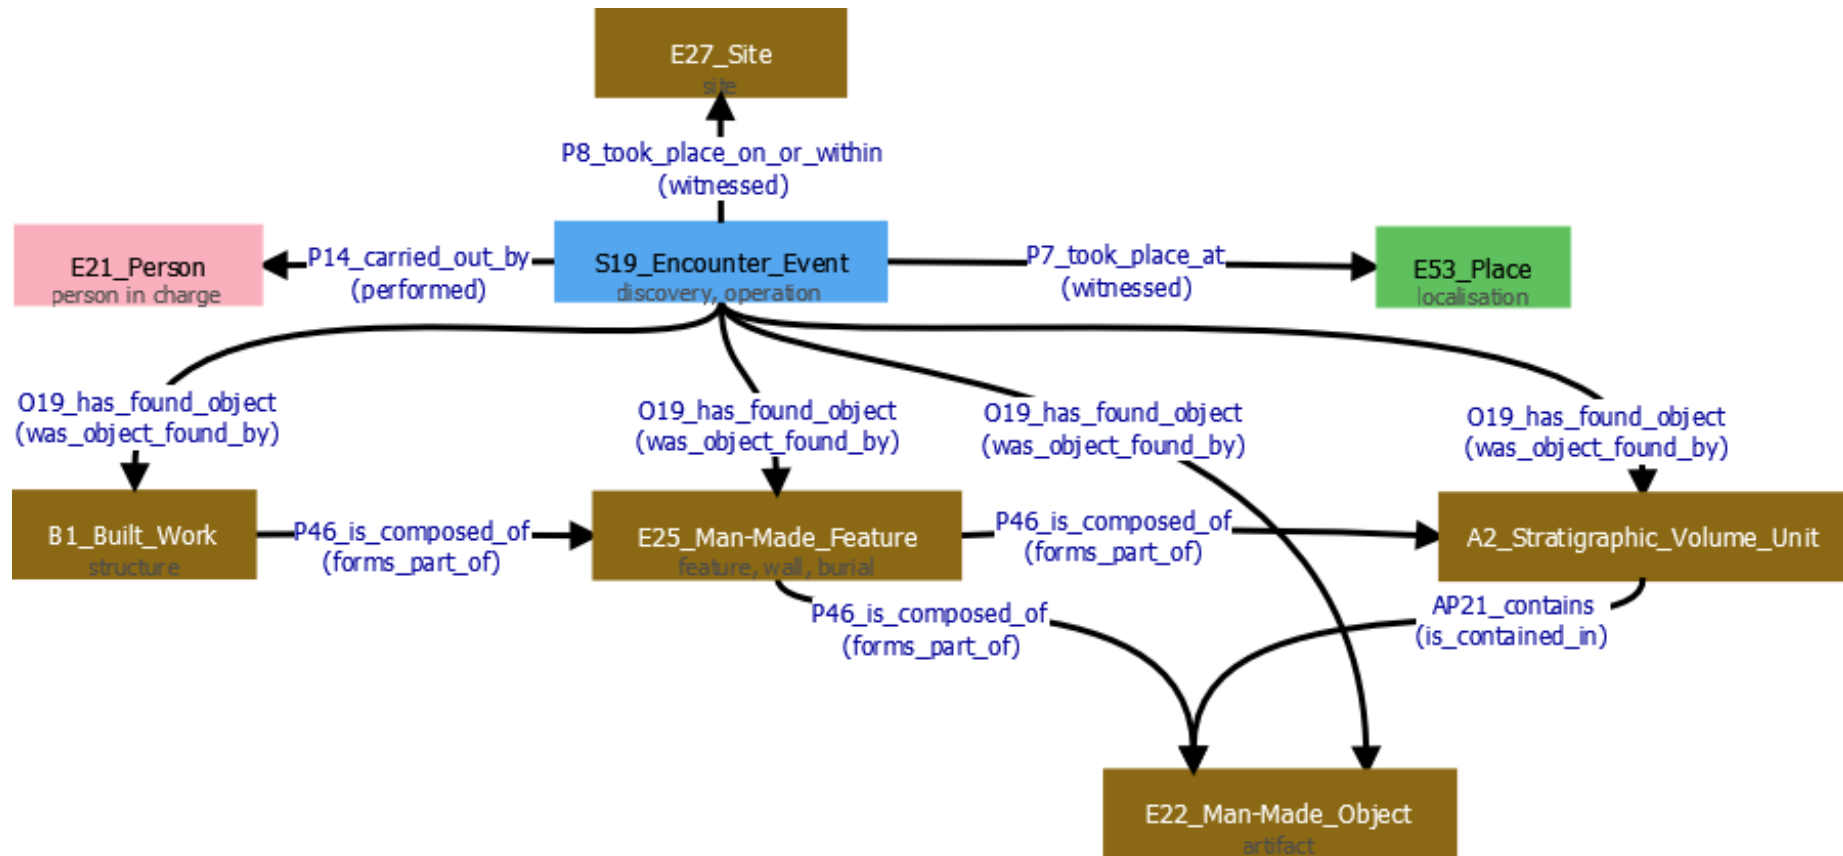 E27_Site
site
P8_took_place_on_or_within
(witnessed)
E21_Person
person in charge
P14_carried_out_by
(performed)
S19_Encounter_Event
discovery, operation
P7_took_place_at
(witnessed)
E53_Place
localisation
O19_has_found_object
(was_object_found_by)
O19_has_found_object
(was_object_found_by)
O19_has_found_object
(was_object_found_by)
O19_has_found_object
(was_object_found_by)
B1_Built_Work
structure
P46_is_composed_of
(forms_part_of)
E25_Man-Made_Feature
feature, wall, burial
P46_is_composed_of
(forms_part_of)
A2_Stratigraphic_Volume_Unit
P46_is_composed_of
(forms_part_of)
AP21_contains
(is_contained_in)
E22_Man-Made_Object
artifact